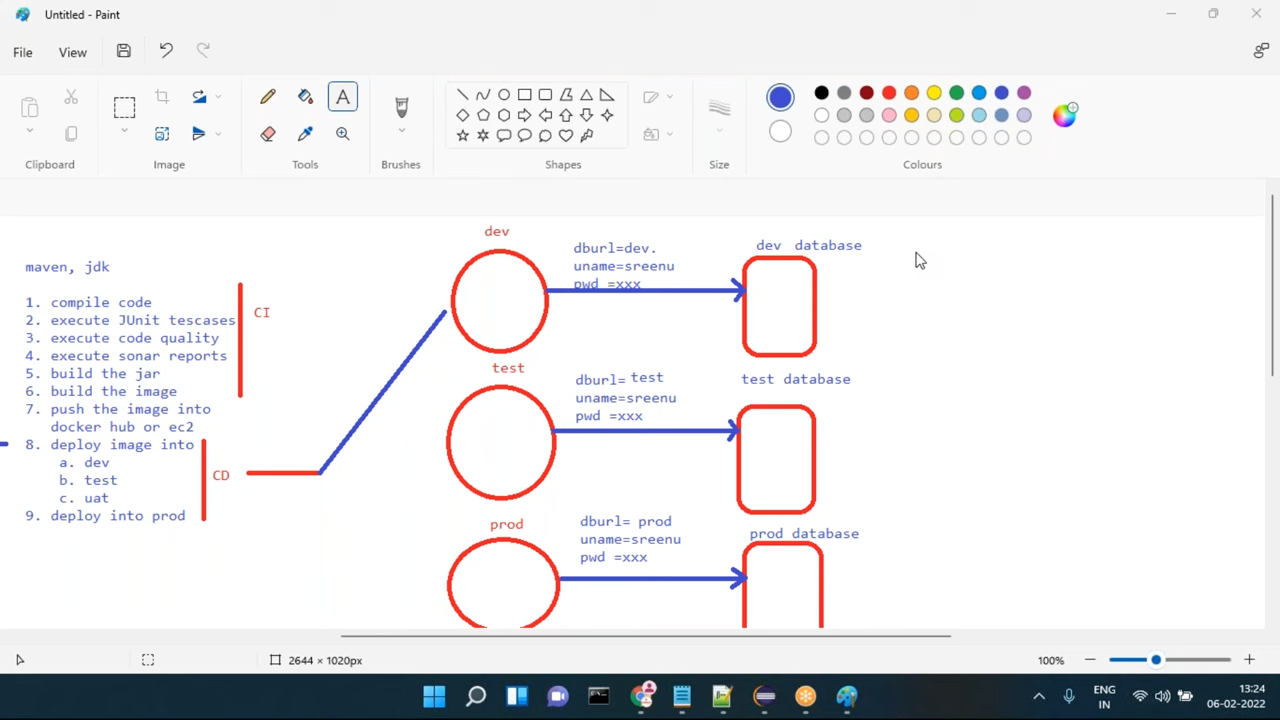 Untitled - Paint
File
View
Clipboard
Image
Tools
Brushes
Shapes
Size
Colours
maven, jdk
1. compile code
2. execute JUnit tescases
3. execute code quality
4. execute sonar reports
5. build the jar
6. build the image
7. push the image into
docker hub or ec2
8. deploy image into
a. dev
b. test
c. uat
9. deploy into prod
CI
CD
dev
dburl=dev.
uname=sreenu
pwd =xxx
dev database
test
dburl= test
uname=sreenu
pwd =xxx
test database
prod
dburl= prod
uname=sreenu
pwd =xxx
prod database
2644 × 1020px
100%
ENG
IN
13:24
06-02-2022